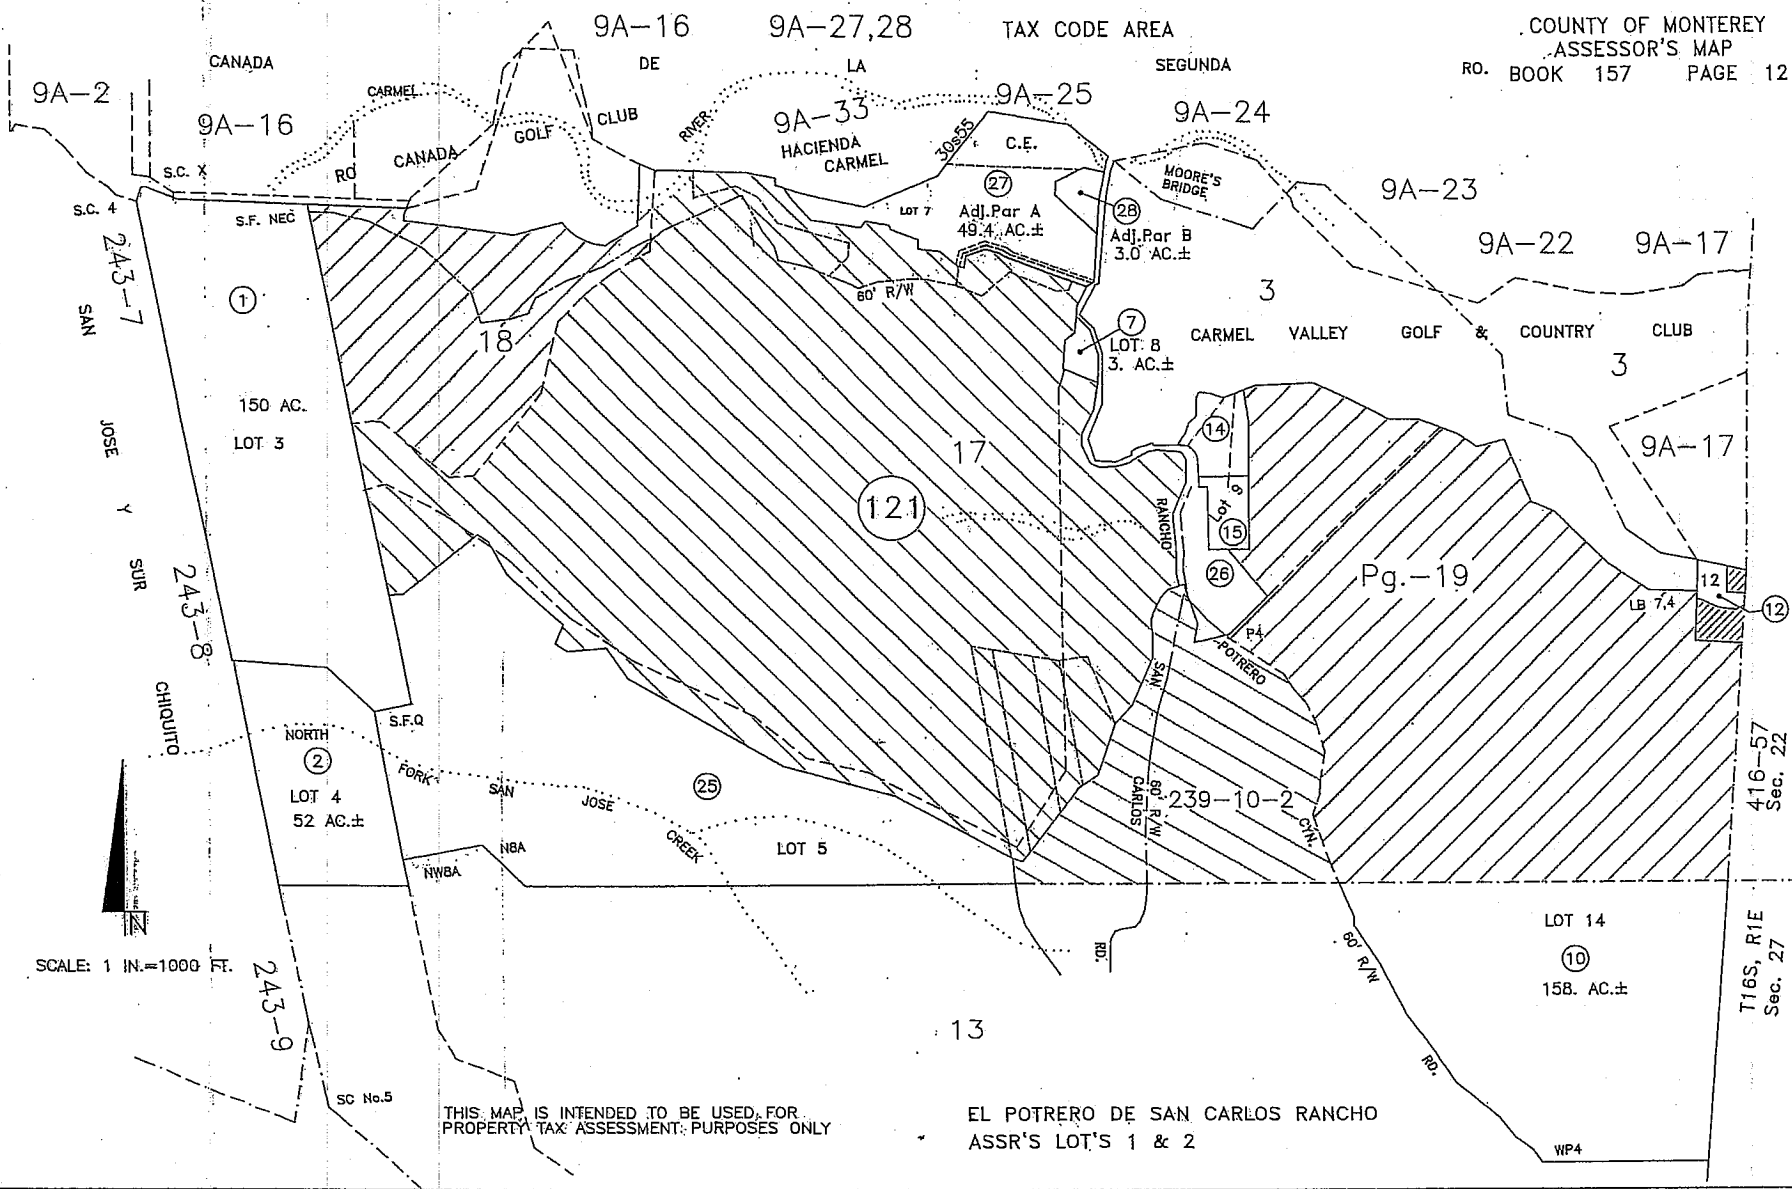 9A-16
9A-27,28
TAX CODE AREA
COUNTY OF MONTEREY
ASSESSOR'S MAP
RO. BOOK 157 PAGE 12
CANADA
DE
LA
SEGUNDA
9A-2
CARMEL
9A-16
GOLF
CLUB
RIVER
9A-33
HACIENDA
CARMEL
9A-25
30s55
C.E.
9A-24
S.C. X
RO
CANADA
MOORE'S
BRIDGE
9A-23
S.C. 4
S.F. NEC
LOT 7
27
Adj.Par A
49.4 AC.±
28
Adj.Par B
3.0 AC.±
9A-22
9A-17
243-7
SAN
1
60' R/W
3
18
7
LOT 8
3. AC.±
CARMEL VALLEY GOLF & COUNTRY CLUB
3
150 AC.
LOT 3
JOSE
Y
SUR
CHIQUITO
17
14
9A-17
121
RANCHO
Lot 9
15
26
Pg.-19
12
LB 7,4
12
243-8
P4
POTRERO
SAN
CARLOS
60' R/W
239-10-2
CYN.
S.F.Q
NORTH
2
FORK
SAN
JOSE
CREEK
25
LOT 4
52 AC.±
LOT 5
N8A
NW8A
416-57
Sec. 22
N
SCALE: 1 IN.=1000 FT.
243-9
RD.
60' R/W
RD.
LOT 14
10
158. AC.±
T16S, R1E
Sec. 27
13
SC No.5
THIS MAP IS INTENDED TO BE USED FOR
PROPERTY TAX ASSESSMENT PURPOSES ONLY
EL POTRERO DE SAN CARLOS RANCHO
ASSR'S LOT'S 1 & 2
WP4